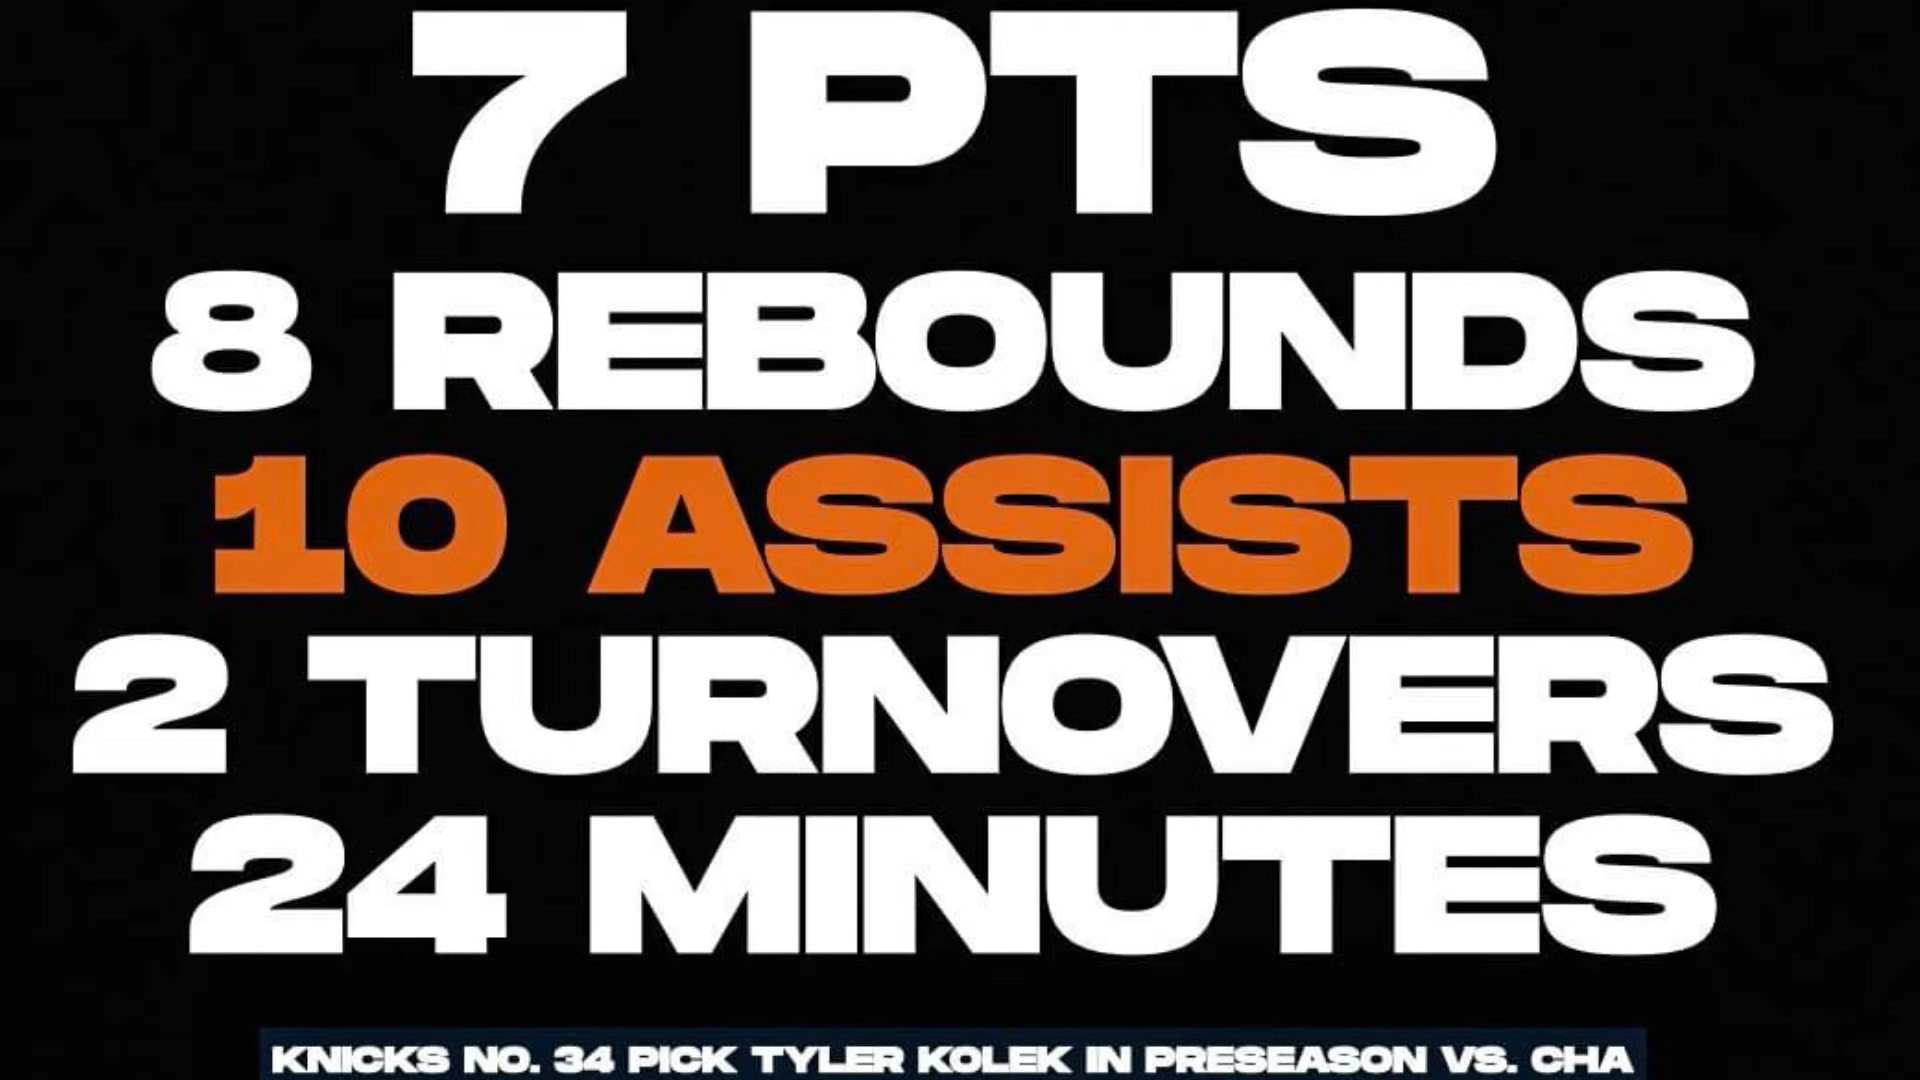 7 PTS
8 REBOUNDS
10 ASSISTS
2 TURNOVERS
24 MINUTES
KNICKS NO. 34 PICK TYLER KOLEK IN PRESEASON VS. CHA